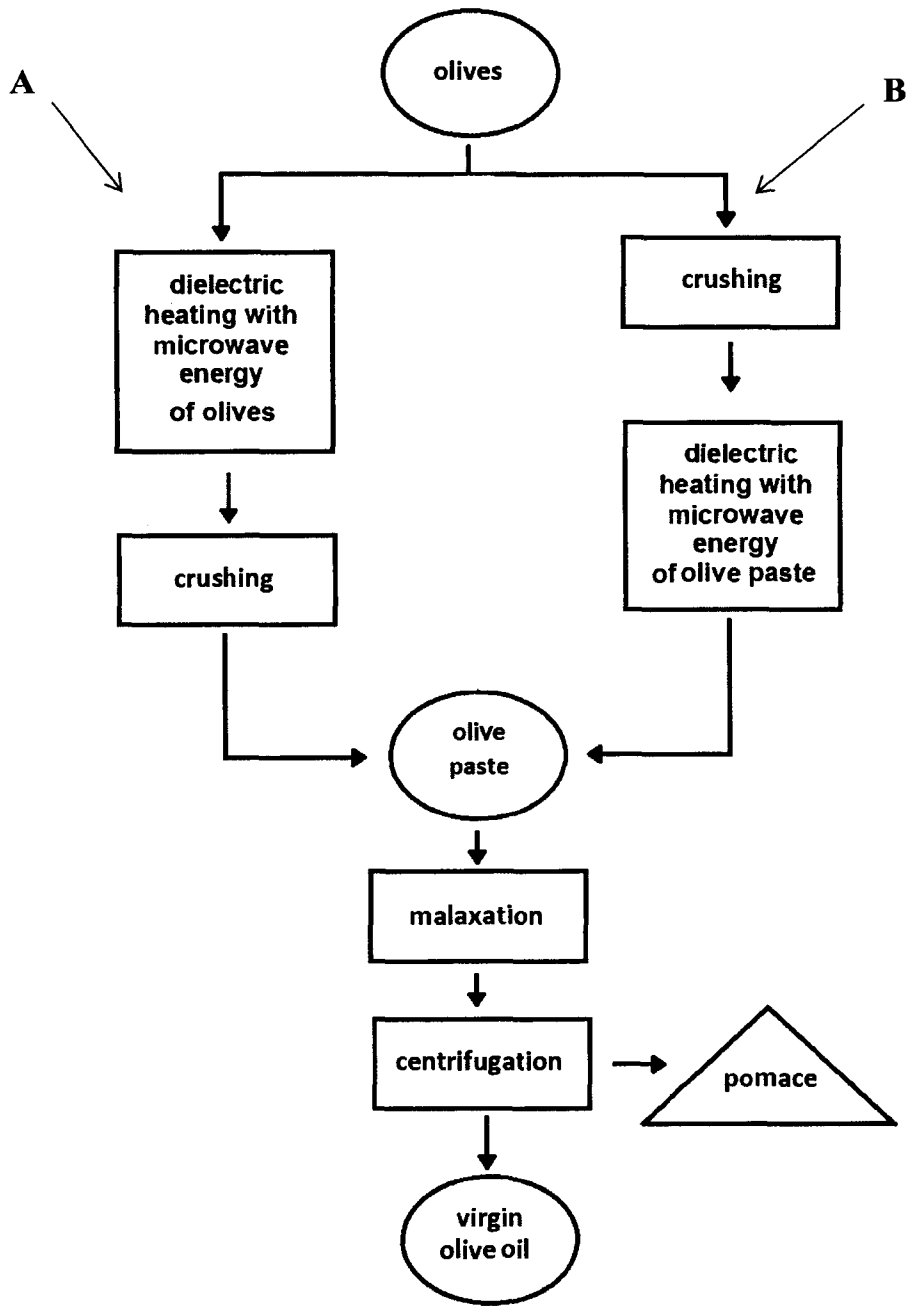 olives
A
B
dielectric
heating with
microwave
energy
of olives
crushing
crushing
dielectric
heating with
microwave
energy
of olive paste
olive
paste
malaxation
centrifugation
pomace
virgin
olive oil